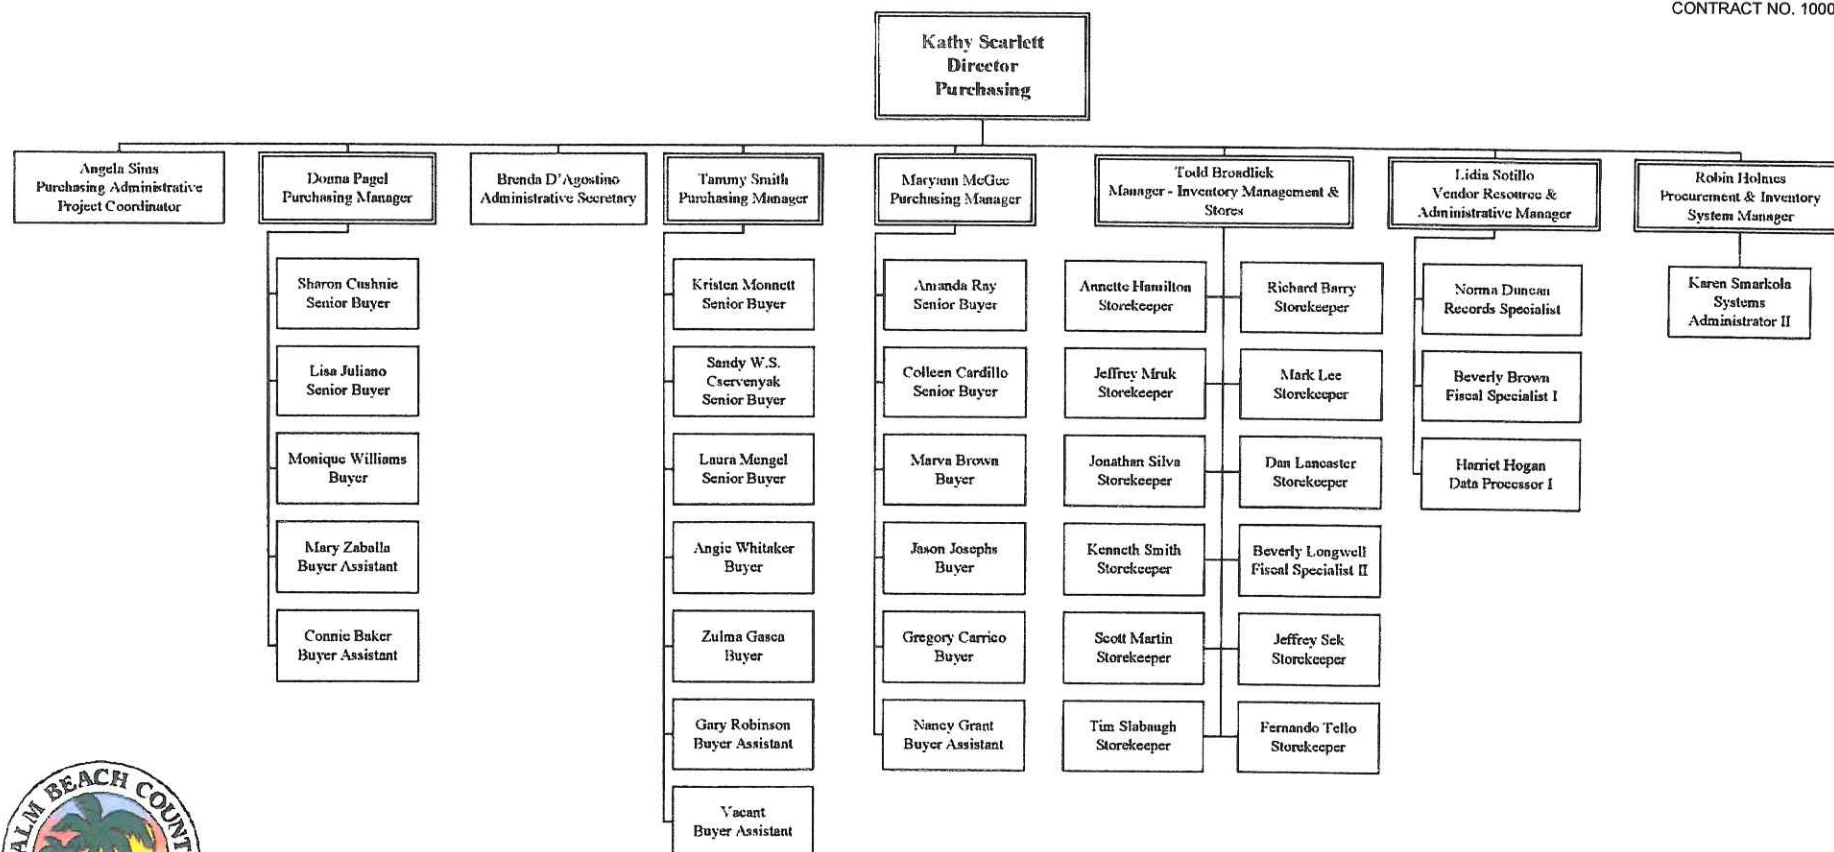 CONTRACT NO. 1000
Kathy Scarlett
Director
Purchasing
Angela Sims
Purchasing Administrative
Project Coordinator
Donna Pagel
Purchasing Manager
Brenda D'Agostino
Administrative Secretary
Tammy Smith
Purchasing Manager
Maryann McGee
Purchasing Manager
Todd Broadlick
Manager - Inventory Management &
Stores
Lidia Sotillo
Vendor Resource &
Administrative Manager
Robin Holmes
Procurement & Inventory
System Manager
Sharon Cushnie
Senior Buyer
Lisa Juliano
Senior Buyer
Monique Williams
Buyer
Mary Zaballa
Buyer Assistant
Connie Baker
Buyer Assistant
Kristen Monnett
Senior Buyer
Sandy W.S.
Cservenyak
Senior Buyer
Laura Mengel
Senior Buyer
Angie Whitaker
Buyer
Zulma Gasca
Buyer
Gary Robinson
Buyer Assistant
Vacant
Buyer Assistant
Amanda Ray
Senior Buyer
Colleen Cardillo
Senior Buyer
Marva Brown
Buyer
Jason Josephs
Buyer
Gregory Carrico
Buyer
Nancy Grant
Buyer Assistant
Annette Hamilton
Storekeeper
Richard Barry
Storekeeper
Jeffrey Mruk
Storekeeper
Mark Lee
Storekeeper
Jonathan Silva
Storekeeper
Dan Lancaster
Storekeeper
Kenneth Smith
Storekeeper
Beverly Longwell
Fiscal Specialist II
Scott Martin
Storekeeper
Jeffrey Sek
Storekeeper
Tim Slabaugh
Storekeeper
Fernando Tello
Storekeeper
Norma Duncan
Records Specialist
Beverly Brown
Fiscal Specialist I
Harriet Hogan
Data Processor I
Karen Smarkola
Systems
Administrator II
ALM BEACH COUNT